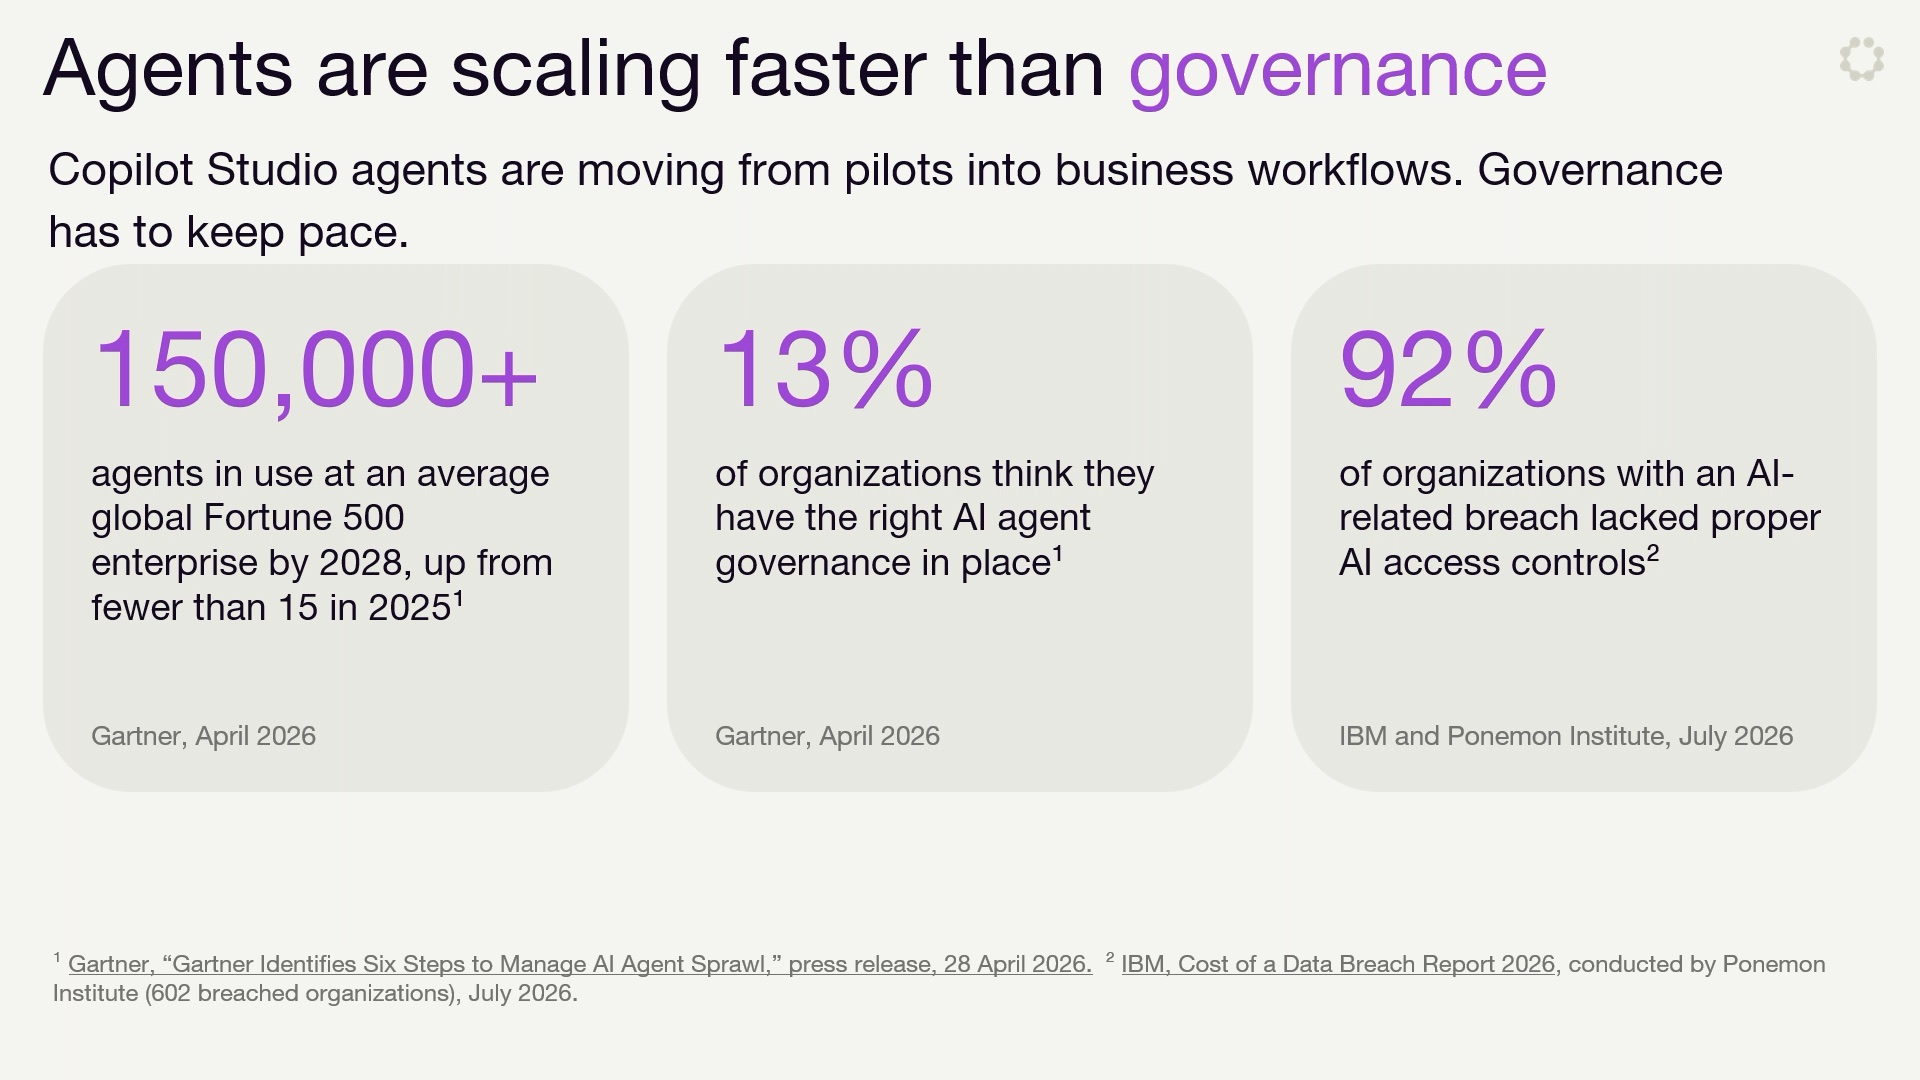 Agents are scaling faster than governance
Copilot Studio agents are moving from pilots into business workflows. Governance
has to keep pace.
150,000+
agents in use at an average
global Fortune 500
enterprise by 2028, up from
fewer than 15 in 2025¹
Gartner, April 2026
13%
of organizations think they
have the right AI agent
governance in place¹
Gartner, April 2026
92%
of organizations with an AI-
related breach lacked proper
AI access controls²
IBM and Ponemon Institute, July 2026
¹ Gartner, “Gartner Identifies Six Steps to Manage AI Agent Sprawl,” press release, 28 April 2026. ² IBM, Cost of a Data Breach Report 2026, conducted by Ponemon
Institute (602 breached organizations), July 2026.